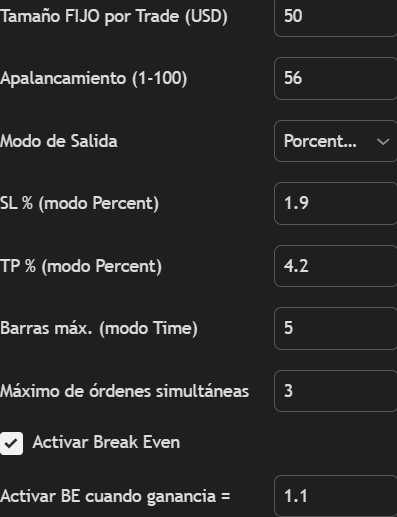 Tamaño FIJO por Trade (USD) 50
Apalancamiento (1-100) 56
Modo de Salida Porcent...
SL % (modo Percent) 1.9
TP % (modo Percent) 4.2
Barras máx. (modo Time) 5
Máximo de órdenes simultáneas 3
Activar Break Even
Activar BE cuando ganancia = 1.1